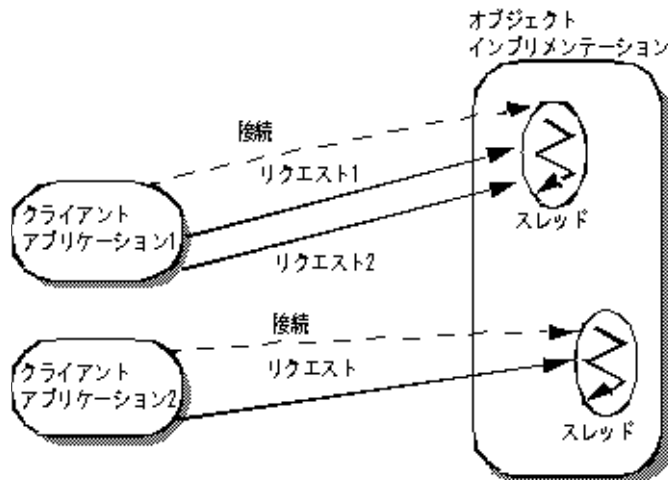 オブジェクト
インプリメンテーション
接続
リクエスト1
スレッド
クライアント
アプリケーション1
リクエスト2
接続
リクエスト
クライアント
アプリケーション2
スレッド